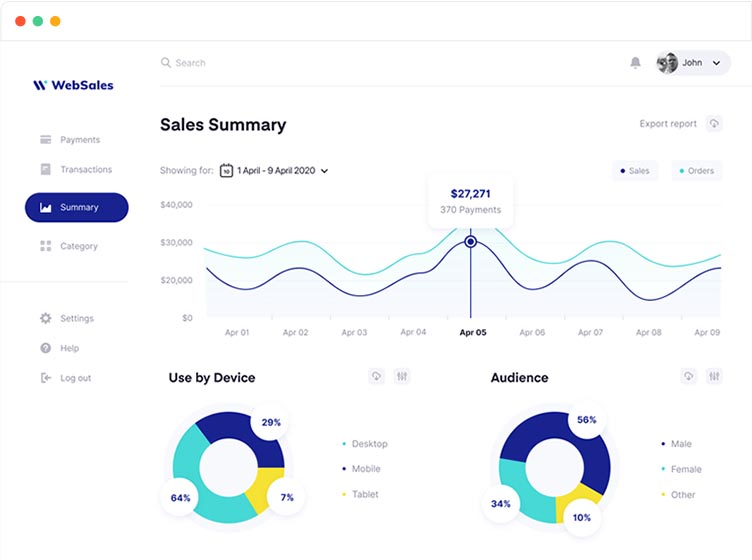 Search
John
WebSales
Payments
Transactions
Summary
Category
Settings
Help
Log out
Sales Summary
Export report
Showing for: 10 1 April - 9 April 2020
Sales
Orders
$27,271
370 Payments
$40,000
$30,000
$20,000
$0
Apr 01 Apr 02 Apr 03 Apr 04 Apr 05 Apr 06 Apr 07 Apr 08 Apr 09
Use by Device
29%
64%
7%
Desktop
Mobile
Tablet
Audience
56%
34%
10%
Male
Female
Other